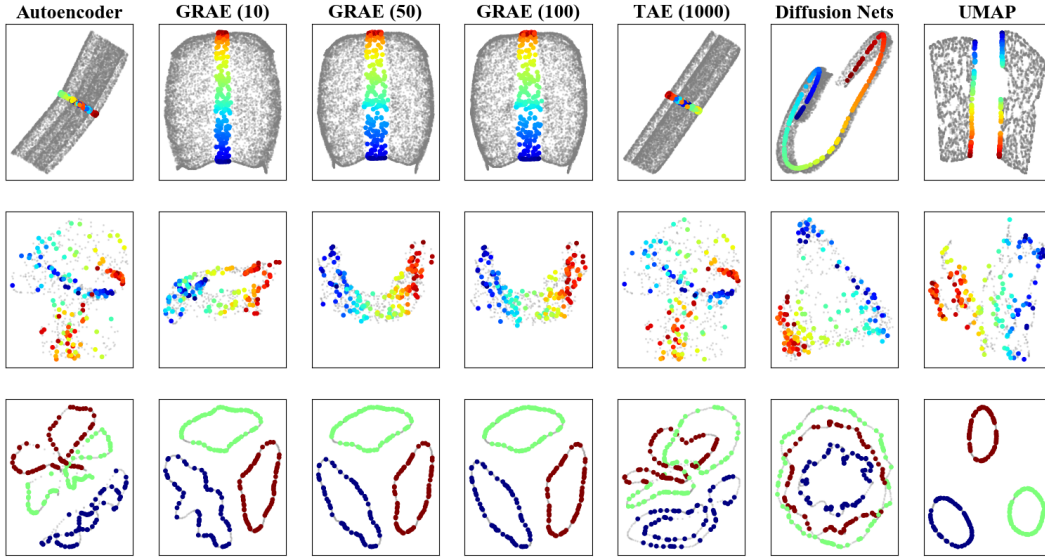 Autoencoder GRAE (10) GRAE (50) GRAE (100) TAE (1000) Diffusion Nets UMAP